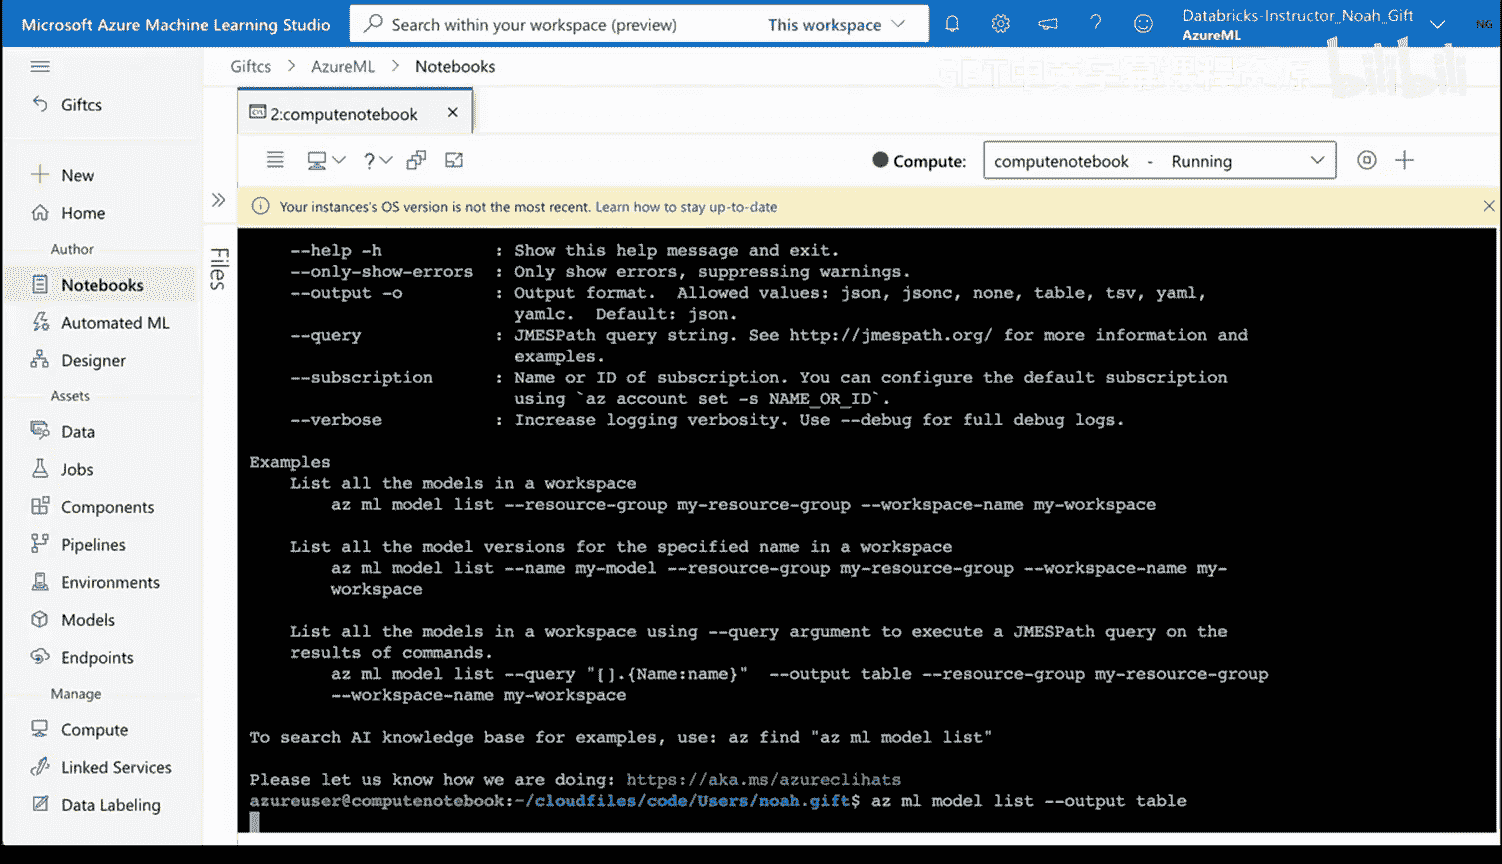 Microsoft Azure Machine Learning Studio
Search within your workspace (preview)
This workspace
Databricks-Instructor_Noah_Gift
AzureML
NG
Giftcs > AzureML > Notebooks
bilibili
Giftcs
New
Home
Author
Notebooks
Automated ML
Designer
Assets
Data
Jobs
Components
Pipelines
Environments
Models
Endpoints
Manage
Compute
Linked Services
Data Labeling
Files
2:computenotebook
Compute:
computenotebook - Running
Your instances's OS version is not the most recent. Learn how to stay up-to-date
--help -h : Show this help message and exit.
--only-show-errors : Only show errors, suppressing warnings.
--output -o : Output format. Allowed values: json, jsonc, none, table, tsv, yaml,
yamlc. Default: json.
--query : JMESPath query string. See http://jmespath.org/ for more information and
examples.
--subscription : Name or ID of subscription. You can configure the default subscription
using `az account set -s NAME_OR_ID`.
--verbose : Increase logging verbosity. Use --debug for full debug logs.
Examples
List all the models in a workspace
az ml model list --resource-group my-resource-group --workspace-name my-workspace
List all the model versions for the specified name in a workspace
az ml model list --name my-model --resource-group my-resource-group --workspace-name my-
workspace
List all the models in a workspace using --query argument to execute a JMESPath query on the
results of commands.
az ml model list --query "[].{Name:name}" --output table --resource-group my-resource-group
--workspace-name my-workspace
To search AI knowledge base for examples, use: az find "az ml model list"
Please let us know how we are doing: https://aka.ms/azureclihats
azureuser@computenotebook:~/cloudfiles/code/Users/noah.gift$ az ml model list --output table